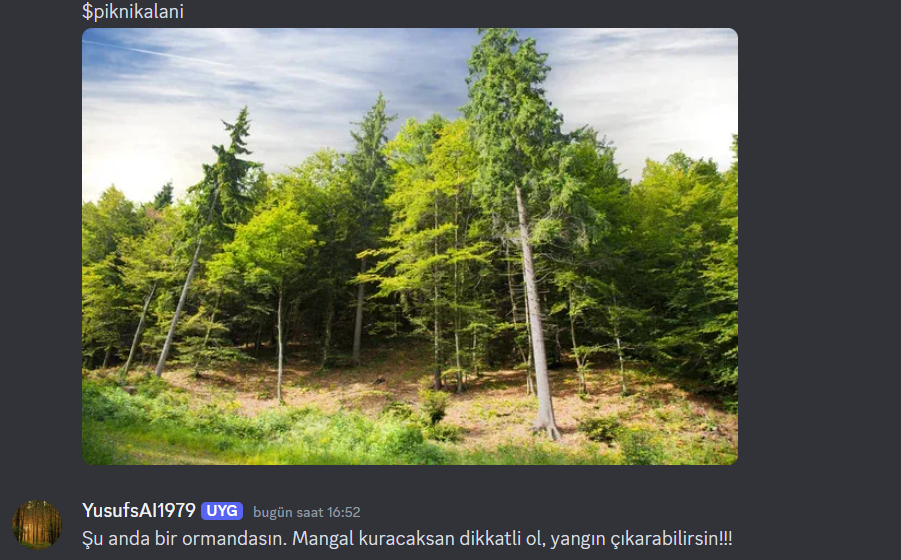 $piknikalani
YusufsAI1979 UYG bugün saat 16:52
Şu anda bir ormandasın. Mangal kuracaksan dikkatli ol, yangın çıkarabilirsin!!!